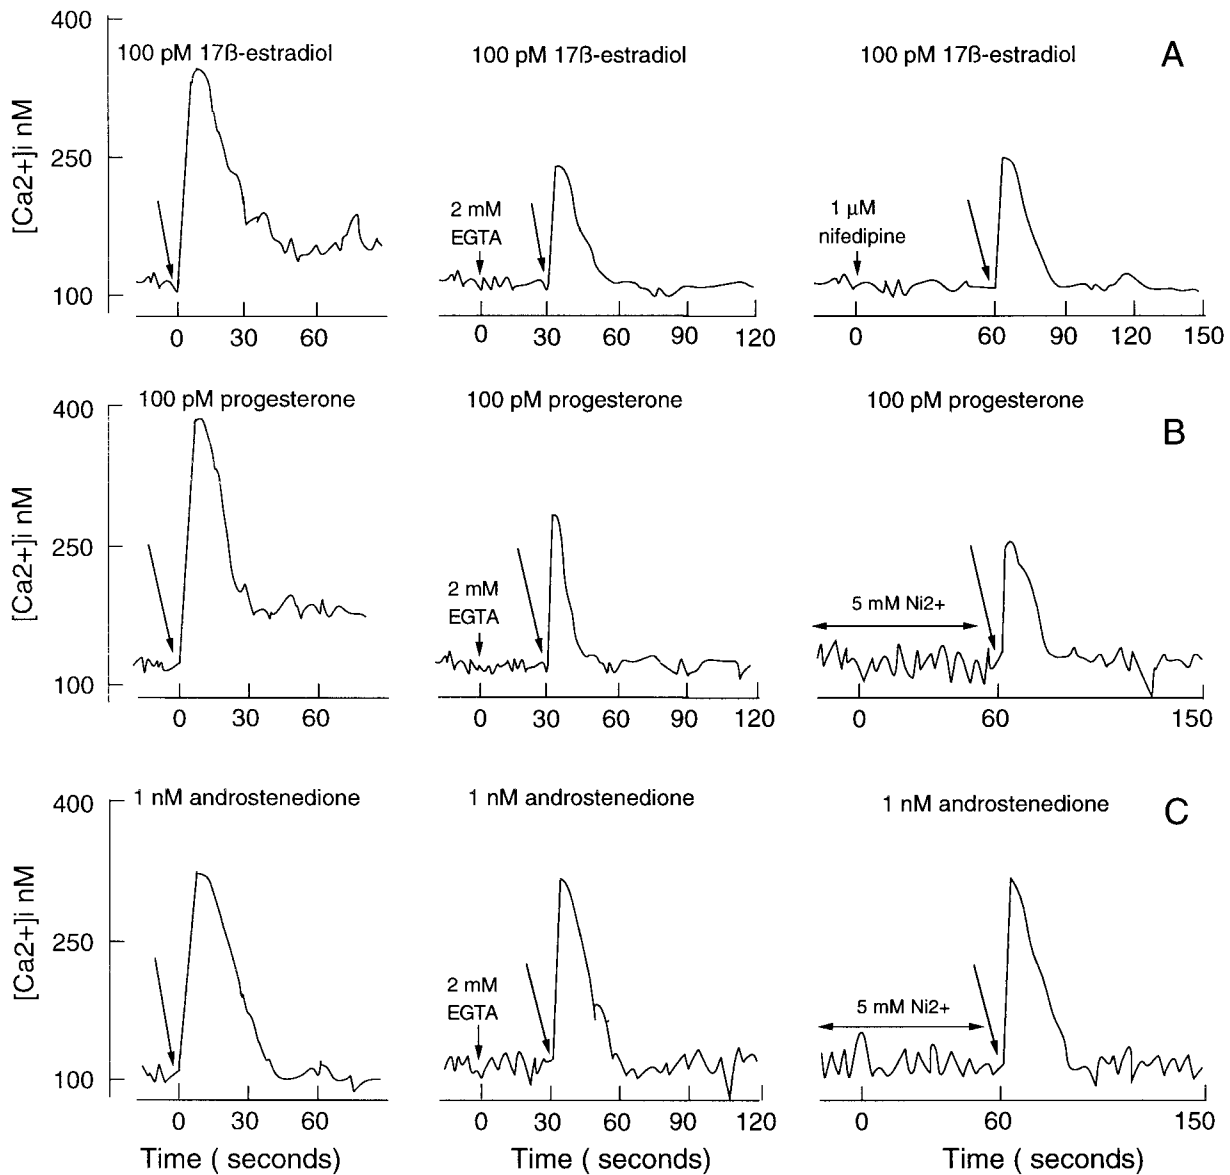 400
100 pM 17ß-estradiol
100 pM 17ß-estradiol
100 pM 17ß-estradiol
A
[Ca2+]i nM
250
2 mM
EGTA
1 µM
nifedipine
100
0 30 60
0 30 60 90 120
0 60 90 120 150
400
100 pM progesterone
100 pM progesterone
100 pM progesterone
B
[Ca2+]i nM
250
2 mM
EGTA
5 mM Ni2+
100
0 30 60
0 30 60 90 120
0 60 150
400
1 nM androstenedione
1 nM androstenedione
1 nM androstenedione
C
[Ca2+]i nM
250
2 mM
EGTA
5 mM Ni2+
100
0 30 60
0 30 60 90 120
0 60 150
Time ( seconds)
Time ( seconds)
Time ( seconds)